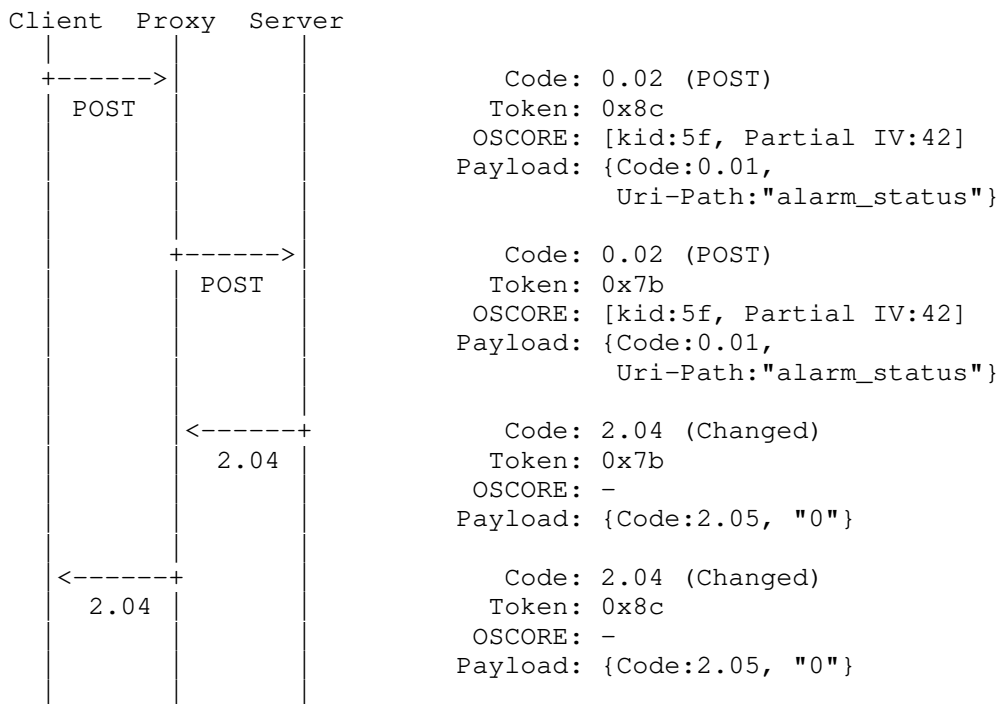 Client Proxy Server
+------>| Code: 0.02 (POST)
POST Token: 0x8c
OSCORE: [kid:5f, Partial IV:42]
Payload: {Code:0.01,
Uri-Path:"alarm_status"}
+------> Code: 0.02 (POST)
POST Token: 0x7b
OSCORE: [kid:5f, Partial IV:42]
Payload: {Code:0.01,
Uri-Path:"alarm_status"}
<------+ Code: 2.04 (Changed)
2.04 Token: 0x7b
OSCORE: -
Payload: {Code:2.05, "0"}
<------+ Code: 2.04 (Changed)
2.04 Token: 0x8c
OSCORE: -
Payload: {Code:2.05, "0"}